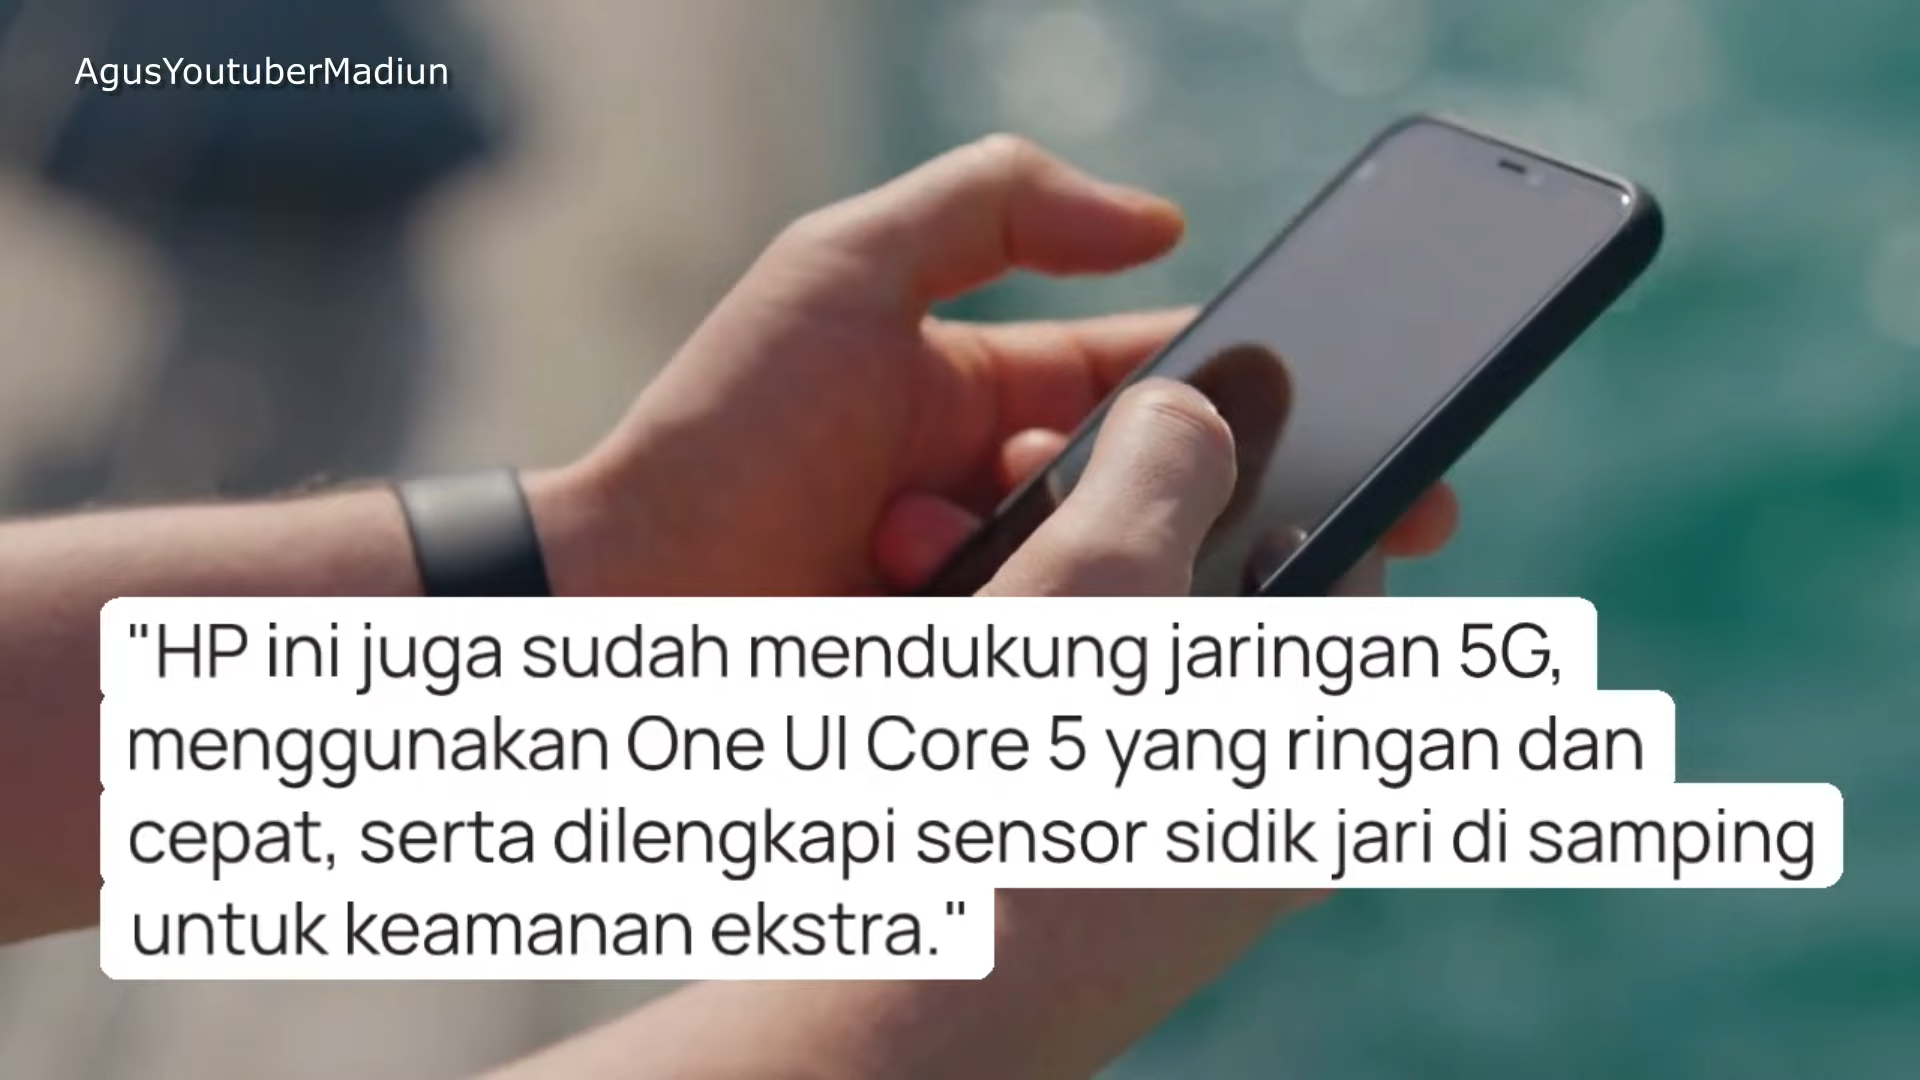 AgusYoutuberMadiun
"HP ini juga sudah mendukung jaringan 5G,
menggunakan One UI Core 5 yang ringan dan
cepat, serta dilengkapi sensor sidik jari di samping
untuk keamanan ekstra."